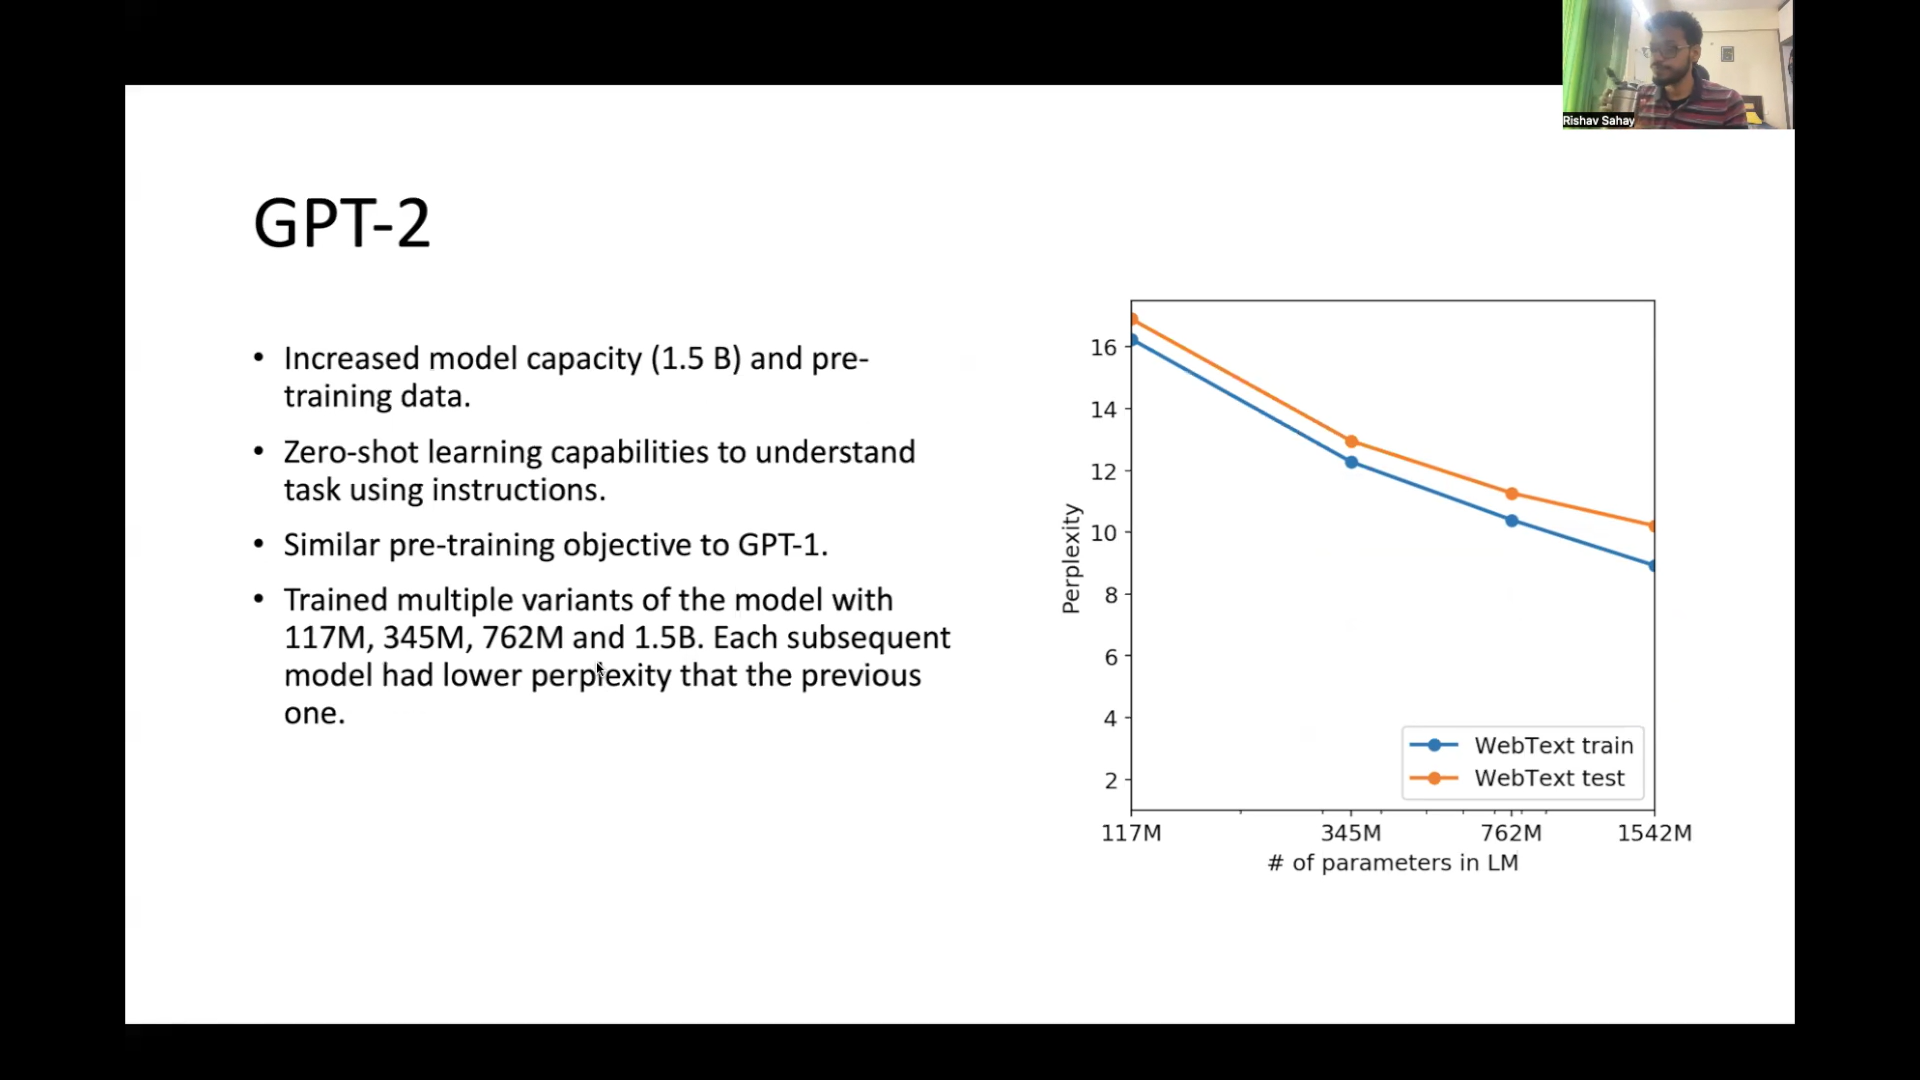 Rishav Sahay
GPT-2
• Increased model capacity (1.5 B) and pre-
training data.
• Zero-shot learning capabilities to understand
task using instructions.
• Similar pre-training objective to GPT-1.
• Trained multiple variants of the model with
117M, 345M, 762M and 1.5B. Each subsequent
model had lower perplexity that the previous
one.
Perplexity
16
14
12
10
8
6
4
2
WebText train
WebText test
117M 345M 762M 1542M
# of parameters in LM